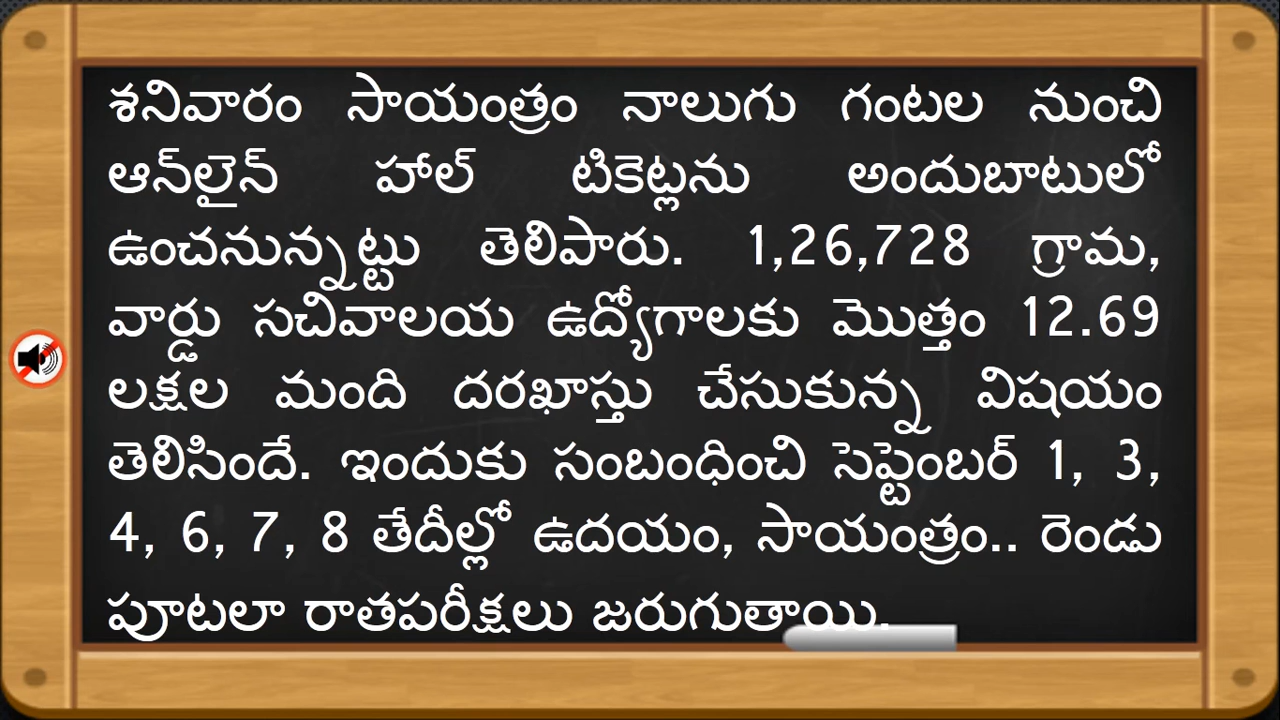 శనివారం సాయంత్రం నాలుగు గంటల నుంచి
ఆన్‌లైన్ హాల్ టికెట్లను అందుబాటులో
ఉంచనున్నట్టు తెలిపారు. 1,26,728 గ్రామ,
వార్డు సచివాలయ ఉద్యోగాలకు మొత్తం 12.69
లక్షల మంది దరఖాస్తు చేసుకున్న విషయం
తెలిసిందే. ఇందుకు సంబంధించి సెప్టెంబర్ 1, 3,
4, 6, 7, 8 తేదీల్లో ఉదయం, సాయంత్రం.. రెండు
పూటలా రాతపరీక్షలు జరుగుతాయి.